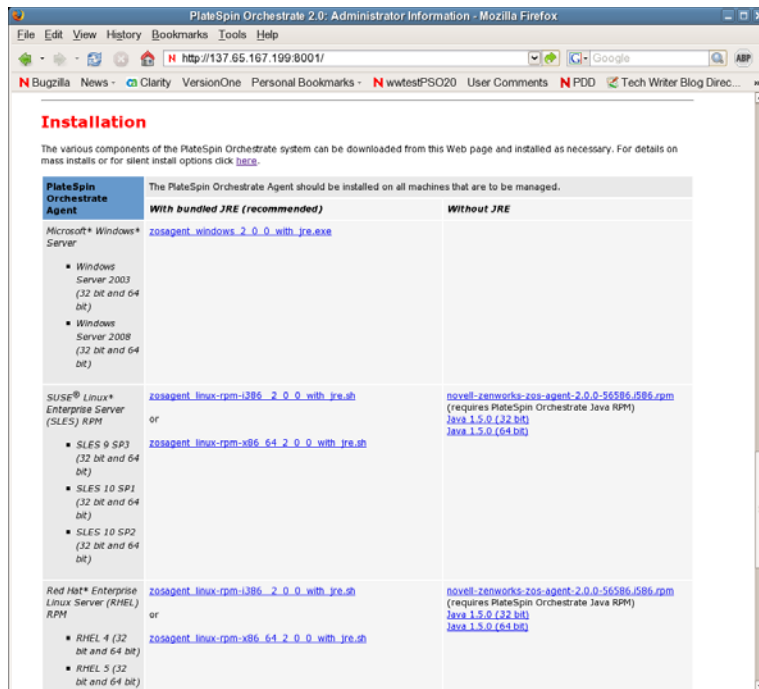 PlateSpin Orchestrate 2.0: Administrator Information - Mozilla Firefox
File Edit View History Bookmarks Tools Help
http://137.65.167.199:8001/
Google
ABP
Bugzilla News Clarity VersionOne Personal Bookmarks wwtestPSO20 User Comments PDD Tech Writer Blog Direc...
Installation
The various components of the PlateSpin Orchestrate system can be downloaded from this Web page and installed as necessary. For details on
mass installs or for silent install options click here.
PlateSpin
Orchestrate
Agent
The PlateSpin Orchestrate Agent should be installed on all machines that are to be managed.
With bundled JRE (recommended)
Without JRE
Microsoft* Windows*
Server
zosagent_windows_2_0_0_with_jre.exe
Windows
Server 2003
(32 bit and 64
bit)
Windows
Server 2008
(32 bit and 64
bit)
SUSE® Linux*
Enterprise Server
(SLES) RPM
SLES 9 SP3
(32 bit and 64
bit)
SLES 10 SP1
(32 bit and 64
bit)
SLES 10 SP2
(32 bit and 64
bit)
zosagent_linux-rpm-i386_2_0_0_with_jre.sh
or
zosagent_linux-rpm-x86_64_2_0_0_with_jre.sh
novell-zenworks-zos-agent-2.0.0-56586.i586.rpm
(requires PlateSpin Orchestrate Java RPM)
Java 1.5.0 (32 bit)
Java 1.5.0 (64 bit)
Red Hat* Enterprise
Linux Server (RHEL)
RPM
RHEL 4 (32
bit and 64 bit)
RHEL 5 (32
bit and 64 bit)
zosagent_linux-rpm-i386_2_0_0_with_jre.sh
or
zosagent_linux-rpm-x86_64_2_0_0_with_jre.sh
novell-zenworks-zos-agent-2.0.0-56586.i586.rpm
(requires PlateSpin Orchestrate Java RPM)
Java 1.5.0 (32 bit)
Java 1.5.0 (64 bit)